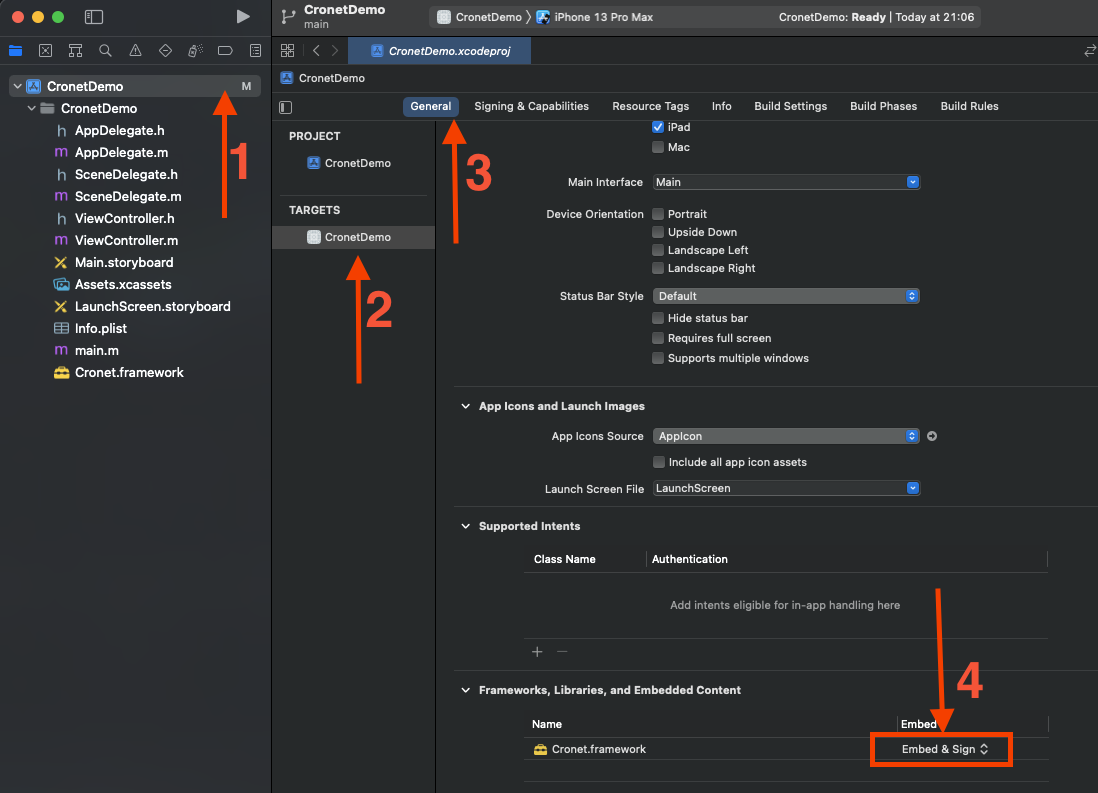 CronetDemo
main
CronetDemo
iPhone 13 Pro Max
CronetDemo: Ready | Today at 21:06
CronetDemo.xcodeproj
CronetDemo
CronetDemo M
CronetDemo
h AppDelegate.h
m AppDelegate.m
h SceneDelegate.h
m SceneDelegate.m
h ViewController.h
m ViewController.m
Main.storyboard
Assets.xcassets
LaunchScreen.storyboard
Info.plist
m main.m
Cronet.framework
1
General Signing & Capabilities Resource Tags Info Build Settings Build Phases Build Rules
PROJECT
CronetDemo
TARGETS
CronetDemo
2
3
iPad
Mac
Main Interface Main
Device Orientation Portrait
Upside Down
Landscape Left
Landscape Right
Status Bar Style Default
Hide status bar
Requires full screen
Supports multiple windows
App Icons and Launch Images
App Icons Source AppIcon
Include all app icon assets
Launch Screen File LaunchScreen
Supported Intents
Class Name Authentication
Add intents eligible for in-app handling here
4
Frameworks, Libraries, and Embedded Content
Name Embed
Cronet.framework Embed & Sign